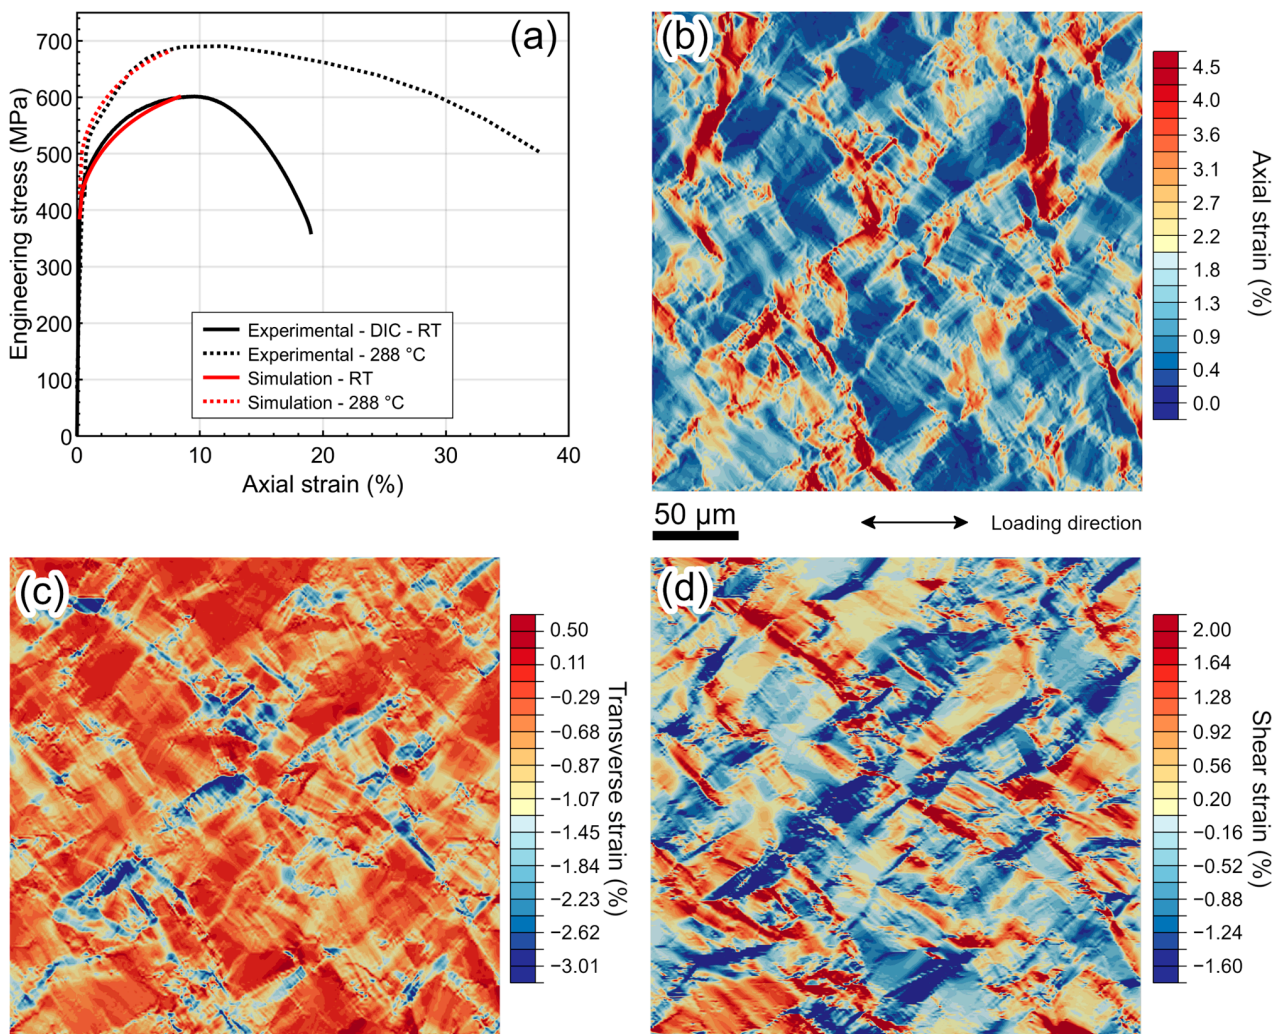 (a)
Engineering stress (MPa)
700
600
500
400
300
200
100
0
Experimental - DIC - RT
Experimental - 288 °C
Simulation - RT
Simulation - 288 °C
0 10 20 30 40
Axial strain (%)
(b)
4.5
4.0
3.6
3.1
2.7
2.2
1.8
1.3
0.9
0.4
0.0
Axial strain (%)
50 µm
Loading direction
(c)
0.50
0.11
−0.29
−0.68
−0.87
−1.07
−1.45
−1.84
−2.23
−2.62
−3.01
Transverse strain (%)
(d)
2.00
1.64
1.28
0.92
0.56
0.20
−0.16
−0.52
−0.88
−1.24
−1.60
Shear strain (%)